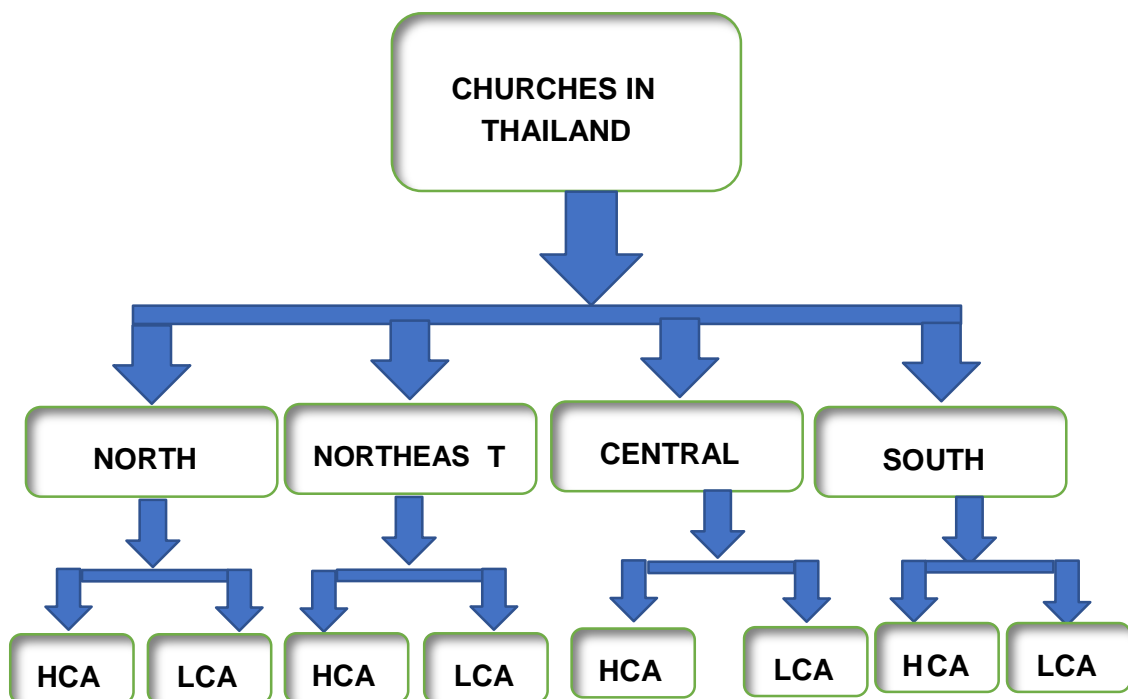 CHURCHES IN
THAILAND
NORTH
NORTHEAS T
CENTRAL
SOUTH
HCA
LCA
HCA
LCA
HCA
LCA
HCA
LCA